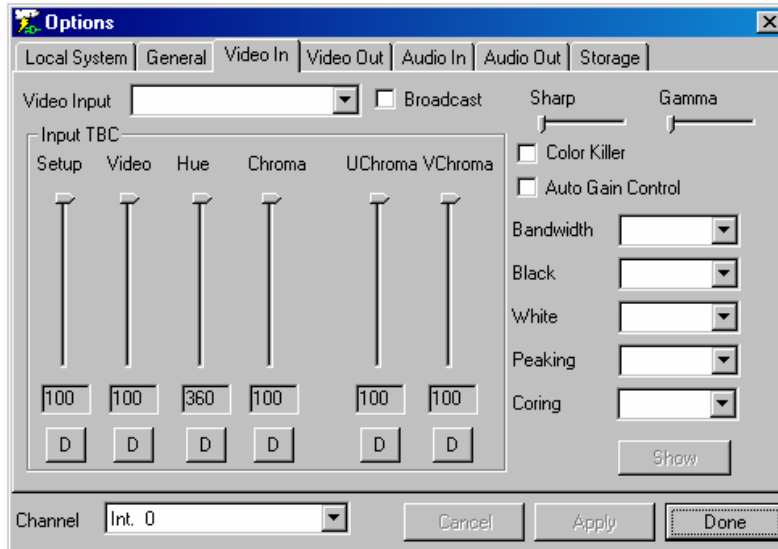 Options
Local System General Video In Video Out Audio In Audio Out Storage
Video Input Broadcast Sharp Gamma
Input TBC
Setup Video Hue Chroma UChroma VChroma
Color Killer
Auto Gain Control
Bandwidth
Black
White
Peaking
Coring
100 100 360 100 100 100
D D D D D D
Show
Channel Int. 0 Cancel Apply Done